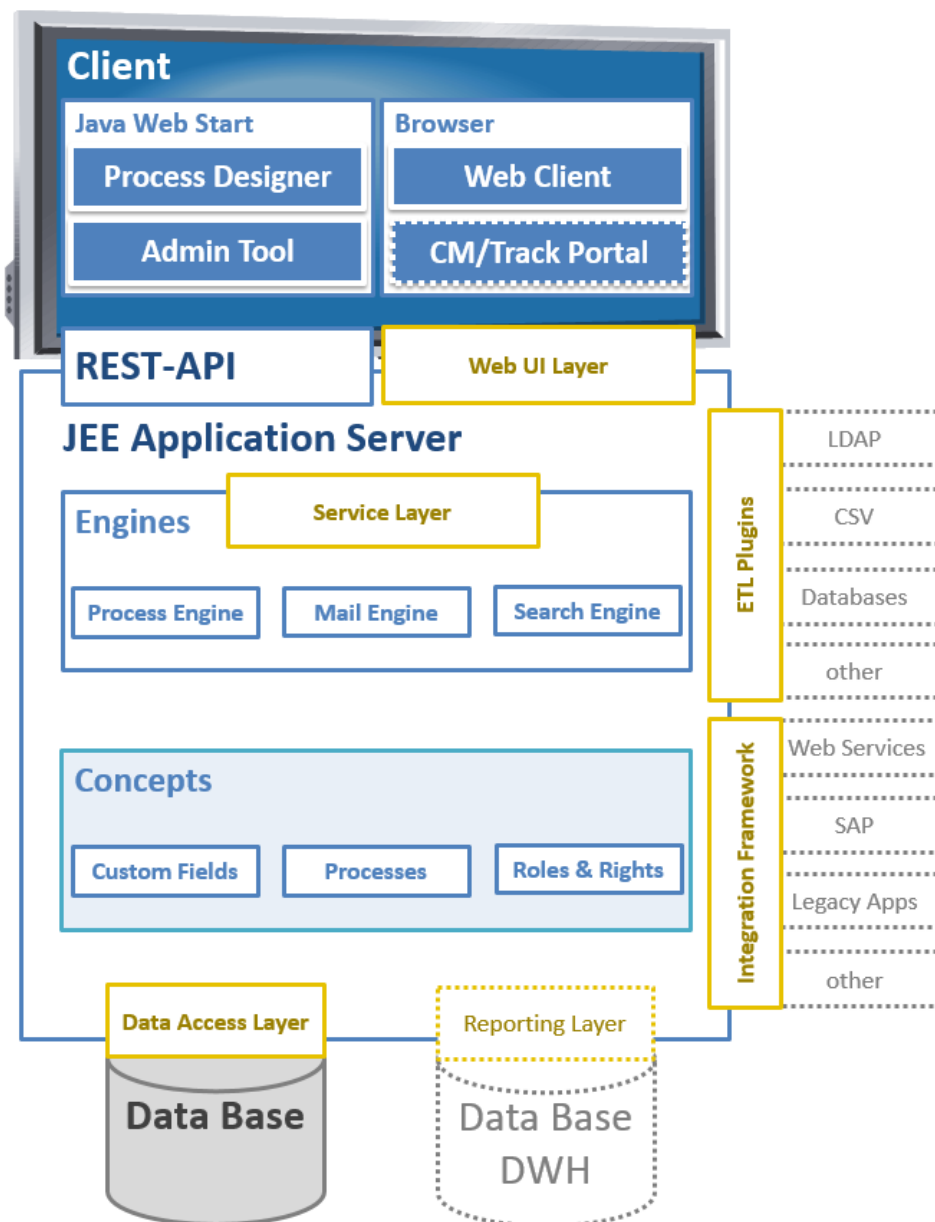 Client
Java Web Start
Process Designer
Admin Tool
Browser
Web Client
CM/Track Portal
REST-API
Web UI Layer
JEE Application Server
Engines
Service Layer
Process Engine
Mail Engine
Search Engine
Concepts
Custom Fields
Processes
Roles & Rights
ETL Plugins
LDAP
CSV
Databases
other
Integration Framework
Web Services
SAP
Legacy Apps
other
Data Access Layer
Data Base
Reporting Layer
Data Base
DWH